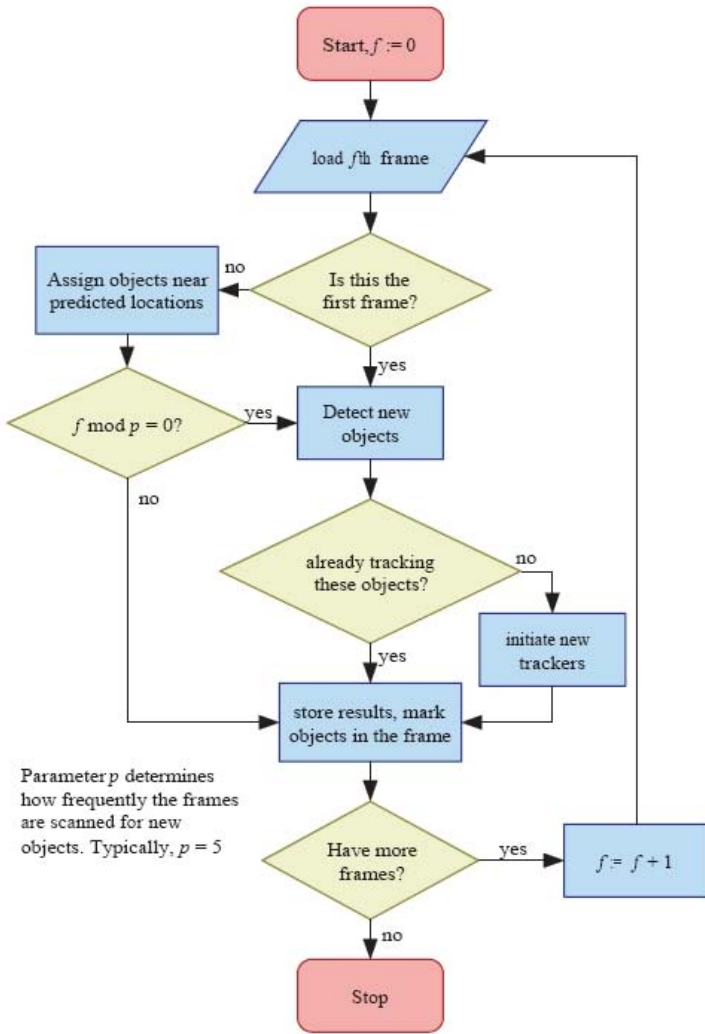 Start, f := 0
load fth frame
Is this the
first frame?
no
Assign objects near
predicted locations
yes
f mod p = 0?
yes
Detect new
objects
no
already tracking
these objects?
no
initiate new
trackers
yes
store results, mark
objects in the frame
Parameter p determines
how frequently the frames
are scanned for new
objects. Typically, p = 5
Have more
frames?
yes
f := f + 1
no
Stop